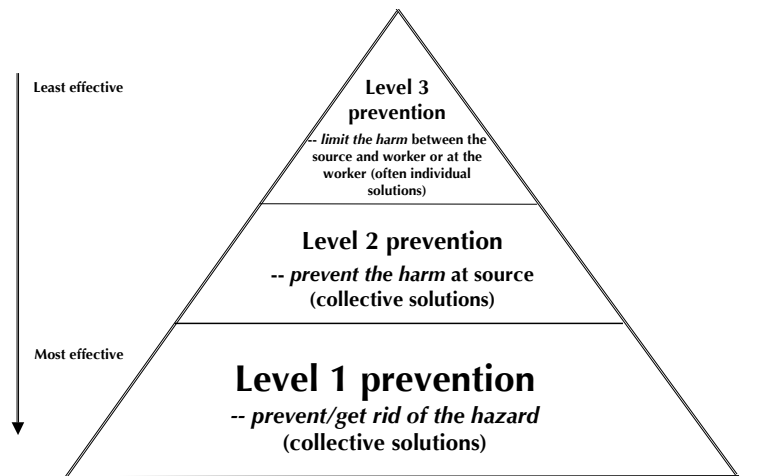 Least effective
Level 3
prevention
-- limit the harm between the
source and worker or at the
worker (often individual
solutions)
Level 2 prevention
-- prevent the harm at source
(collective solutions)
Most effective
Level 1 prevention
-- prevent/get rid of the hazard
(collective solutions)